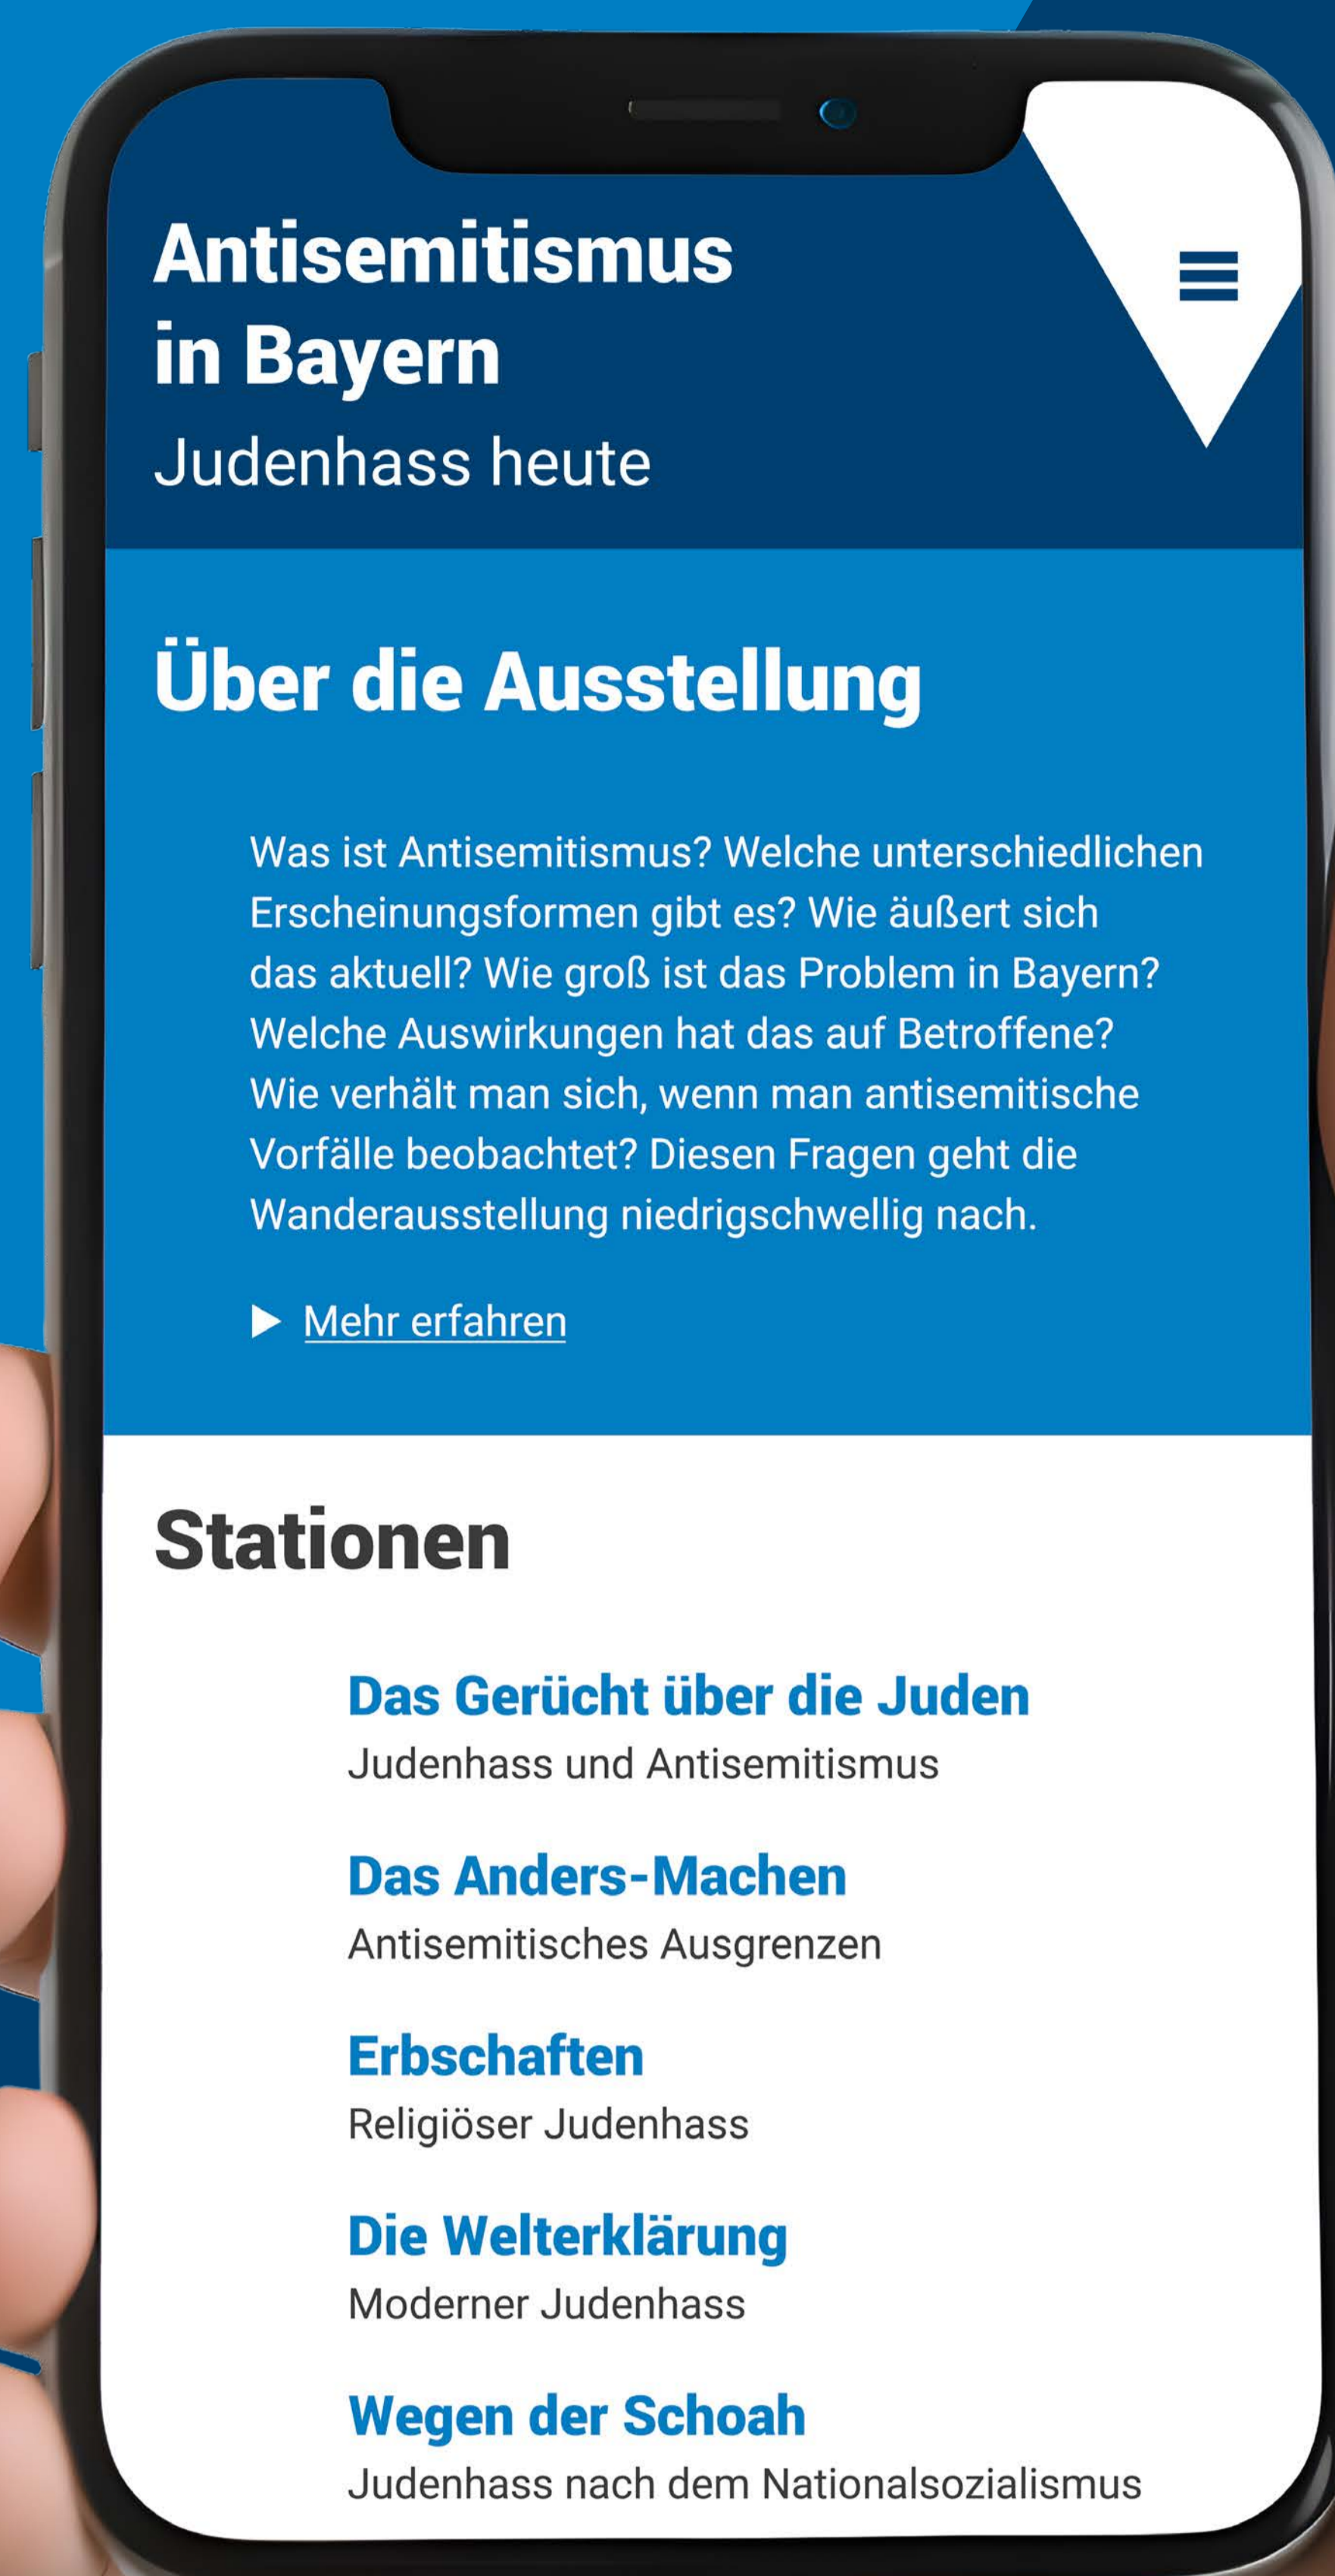 Antisemitismus
in Bayern
Judenhass heute
Über die Ausstellung
Was ist Antisemitismus? Welche unterschiedlichen
Erscheinungsformen gibt es? Wie äußert sich
das aktuell? Wie groß ist das Problem in Bayern?
Welche Auswirkungen hat das auf Betroffene?
Wie verhält man sich, wenn man antisemitische
Vorfälle beobachtet? Diesen Fragen geht die
Wanderausstellung niedrigschwellig nach.
Mehr erfahren
Stationen
Das Gerücht über die Juden
Judenhass und Antisemitismus
Das Anders-Machen
Antisemitisches Ausgrenzen
Erbschaften
Religiöser Judenhass
Die Welterklärung
Moderner Judenhass
Wegen der Schoah
Judenhass nach dem Nationalsozialismus